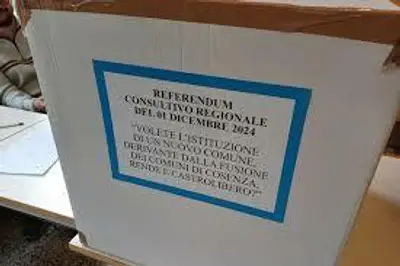 REFERENDUM
CONSULTIVO REGIONALE
DEL 01 DICEMBRE 2024
"VOLETE L'ISTITUZIONE
DI UN NUOVO COMUNE
DERIVANTE DALLA FUSIONE
DEI COMUNI DI COSENZA,
RENDE E CASTROLIBERO?"